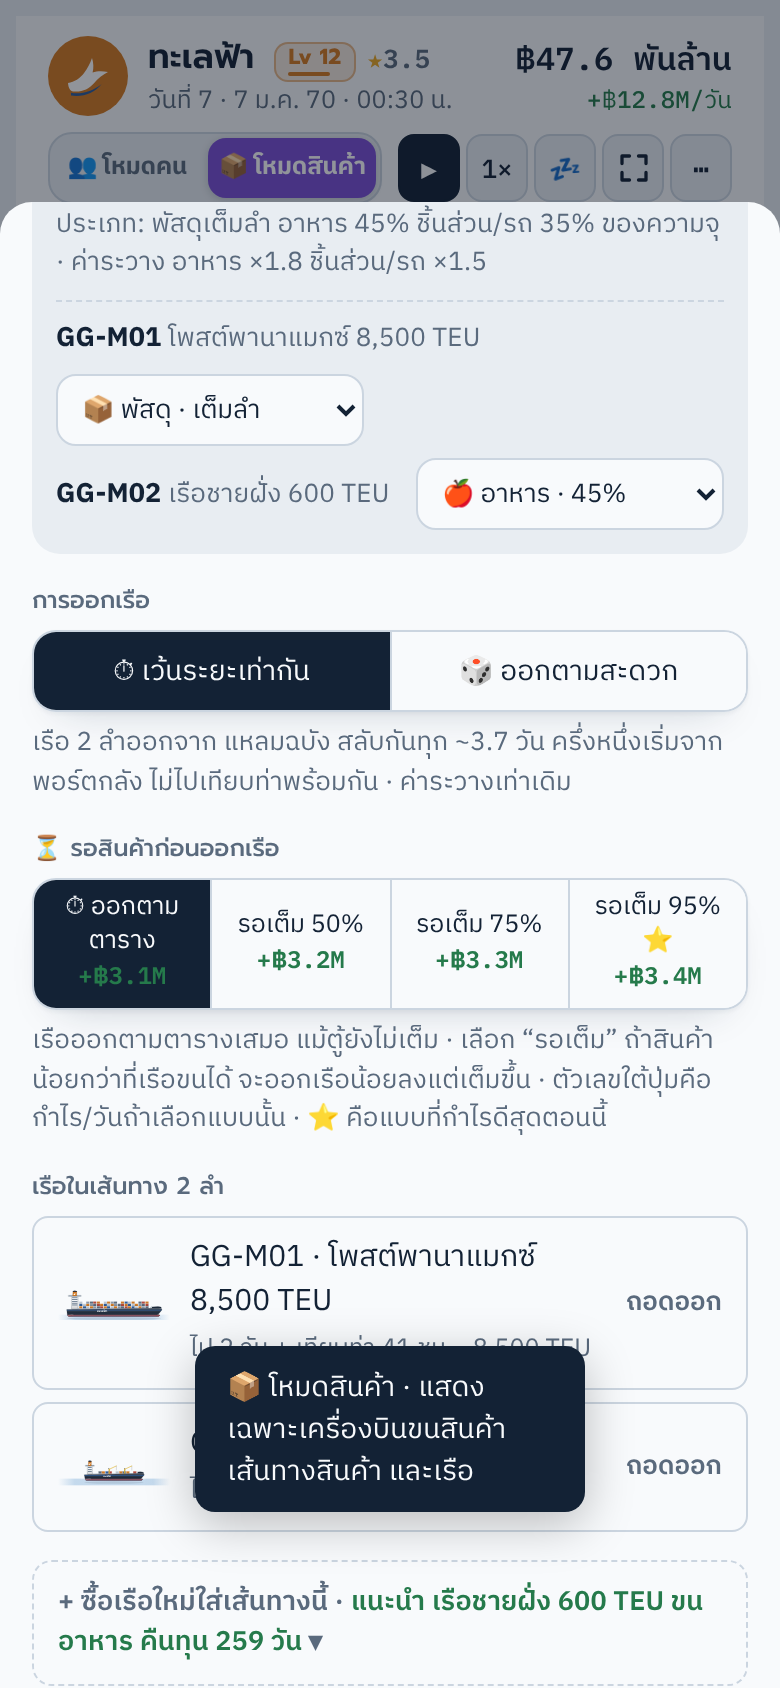 ทะเลฟ้า Lv 12 ★3.5 ฿47.6 พันล้าน
วันที่ 7 · 7 ม.ค. 70 · 00:30 น. +฿12.8M/วัน
👥 โหมดคน 📦 โหมดสินค้า ▶ 1× 💤 ⛶ ···
ประเภท: พัสดุเต็มลำ อาหาร 45% ชิ้นส่วน/รถ 35% ของความจุ
· ค่าระวาง อาหาร ×1.8 ชิ้นส่วน/รถ ×1.5
GG-M01 โพสต์พานาแมกซ์ 8,500 TEU
📦 พัสดุ · เต็มลำ
GG-M02 เรือชายฝั่ง 600 TEU 🍎 อาหาร · 45%
การออกเรือ
⏱ เว้นระยะเท่ากัน 🎲 ออกตามสะดวก
เรือ 2 ลำออกจาก แหลมฉบัง สลับกันทุก ~3.7 วัน ครึ่งหนึ่งเริ่มจาก
พอร์ตกลัง ไม่ไปเทียบท่าพร้อมกัน · ค่าระวางเท่าเดิม
⏳ รอสินค้าก่อนออกเรือ
⏱ ออกตาม
ตาราง
+฿3.1M
รอเต็ม 50%
+฿3.2M
รอเต็ม 75%
+฿3.3M
รอเต็ม 95%
⭐
+฿3.4M
เรือออกตามตารางเสมอ แม้ตู้ยังไม่เต็ม · เลือก “รอเต็ม” ถ้าสินค้า
น้อยกว่าที่เรือขนได้ จะออกเรือน้อยลงแต่เต็มขึ้น · ตัวเลขใต้ปุ่มคือ
กำไร/วันถ้าเลือกแบบนั้น · ⭐ คือแบบที่กำไรดีสุดตอนนี้
เรือในเส้นทาง 2 ลำ
GG-M01 · โพสต์พานาแมกซ์
8,500 TEU
ถอดออก
8,500 TEU
📦 โหมดสินค้า · แสดง
เฉพาะเครื่องบินขนสินค้า
เส้นทางสินค้า และเรือ
ถอดออก
+ ซื้อเรือใหม่ใส่เส้นทางนี้ · แนะนำ เรือชายฝั่ง 600 TEU ขน
อาหาร คืนทุน 259 วัน ▾